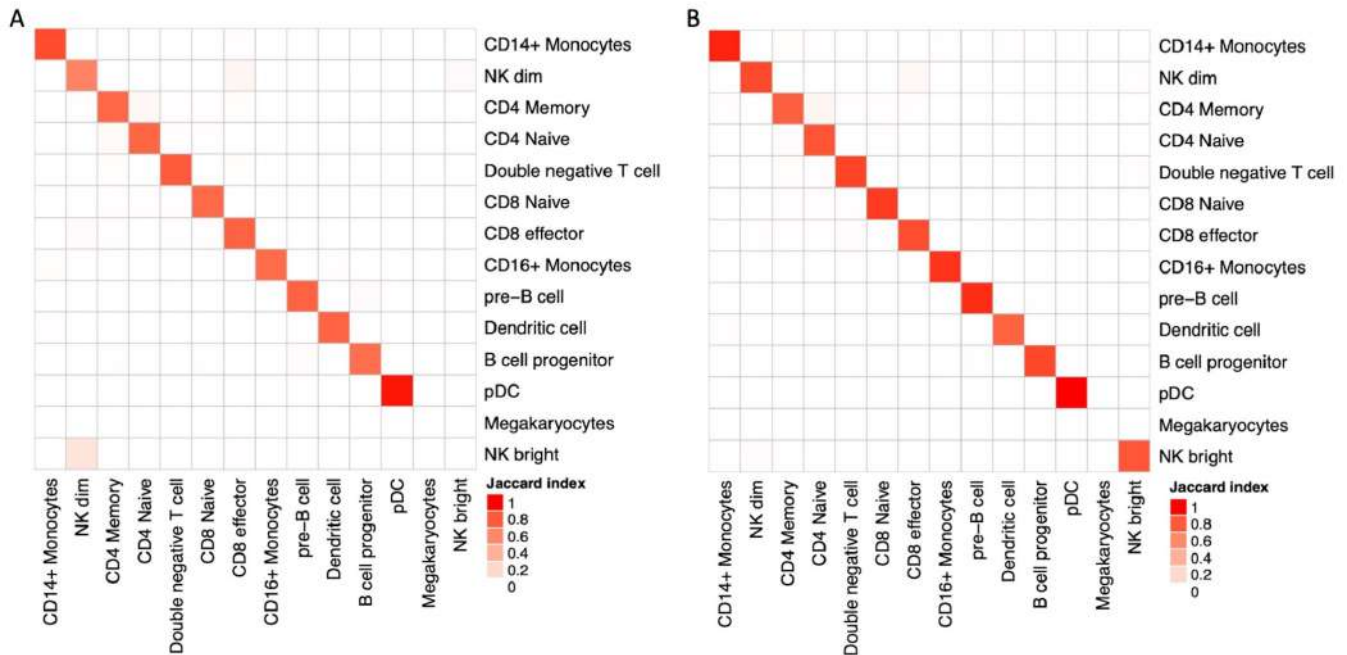 A
CD14+ Monocytes
NK dim
CD4 Memory
CD4 Naive
Double negative T cell
CD8 Naive
CD8 effector
CD16+ Monocytes
pre−B cell
Dendritic cell
B cell progenitor
pDC
Megakaryocytes
NK bright
CD14+ Monocytes
NK dim
CD4 Memory
CD4 Naive
Double negative T cell
CD8 Naive
CD8 effector
CD16+ Monocytes
pre−B cell
Dendritic cell
B cell progenitor
pDC
Megakaryocytes
NK bright
Jaccard index
1
0.8
0.6
0.4
0.2
0
B
CD14+ Monocytes
NK dim
CD4 Memory
CD4 Naive
Double negative T cell
CD8 Naive
CD8 effector
CD16+ Monocytes
pre−B cell
Dendritic cell
B cell progenitor
pDC
Megakaryocytes
NK bright
CD14+ Monocytes
NK dim
CD4 Memory
CD4 Naive
Double negative T cell
CD8 Naive
CD8 effector
CD16+ Monocytes
pre−B cell
Dendritic cell
B cell progenitor
pDC
Megakaryocytes
NK bright
Jaccard index
1
0.8
0.6
0.4
0.2
0